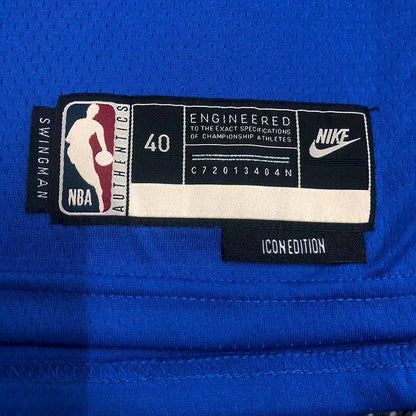 SWINGMAN
NBA
AUTHENTICS
40
ENGINEERED
TO THE EXACT SPECIFICATIONS
OF CHAMPIONSHIP ATHLETES
C72013404N
NIKE
ICON EDITION